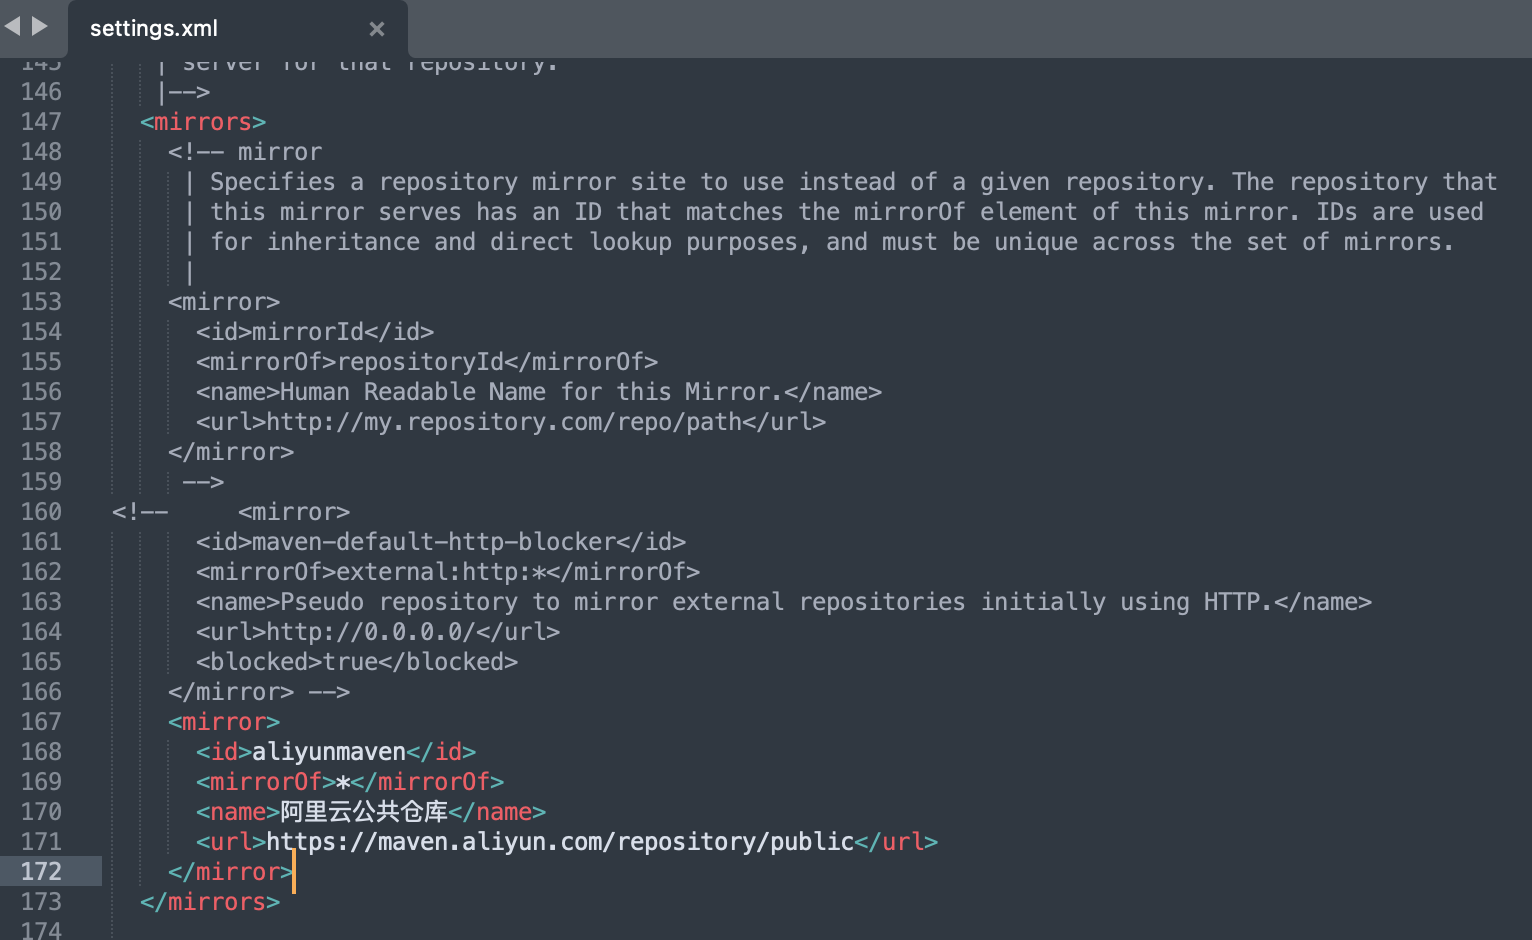 settings.xml
145 | server for that repository.
146 |-->
147 <mirrors>
148 <!-- mirror
149 | Specifies a repository mirror site to use instead of a given repository. The repository that
150 | this mirror serves has an ID that matches the mirrorOf element of this mirror. IDs are used
151 | for inheritance and direct lookup purposes, and must be unique across the set of mirrors.
152 |
153 <mirror>
154 <id>mirrorId</id>
155 <mirrorOf>repositoryId</mirrorOf>
156 <name>Human Readable Name for this Mirror.</name>
157 <url>http://my.repository.com/repo/path</url>
158 </mirror>
159 -->
160 <!-- <mirror>
161 <id>maven-default-http-blocker</id>
162 <mirrorOf>external:http:*</mirrorOf>
163 <name>Pseudo repository to mirror external repositories initially using HTTP.</name>
164 <url>http://0.0.0.0/</url>
165 <blocked>true</blocked>
166 </mirror> -->
167 <mirror>
168 <id>aliyunmaven</id>
169 <mirrorOf>*</mirrorOf>
170 <name>阿里云公共仓库</name>
171 <url>https://maven.aliyun.com/repository/public</url>
172 </mirror>
173 </mirrors>
174